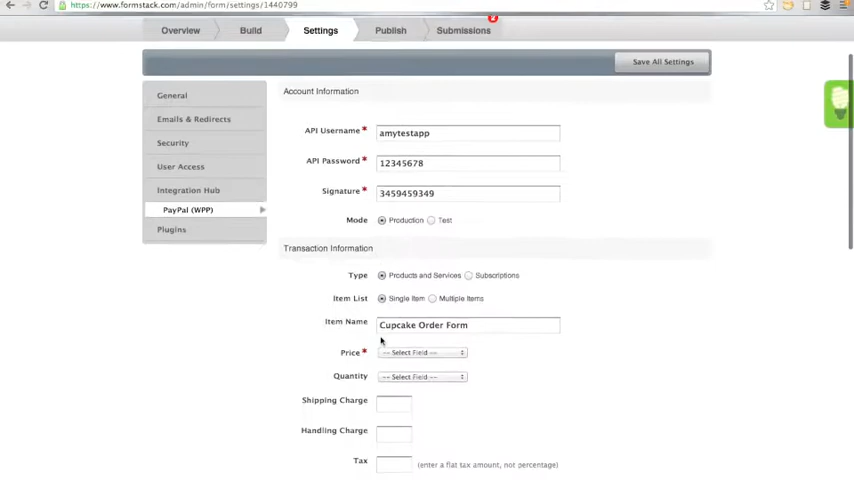 https://www.formstack.com/admin/form/settings/1440799
Overview Build Settings Publish Submissions
Save All Settings
General
Emails & Redirects
Security
User Access
Integration Hub
PayPal (WPP)
Plugins
Account Information
API Username* amytestapp
API Password* 12345678
Signature* 3459459349
Mode Production Test
Transaction Information
Type Products and Services Subscriptions
Item List Single Item Multiple Items
Item Name Cupcake Order Form
Price* -- Select Field --
Quantity -- Select Field --
Shipping Charge
Handling Charge
Tax (enter a flat tax amount, not percentage)